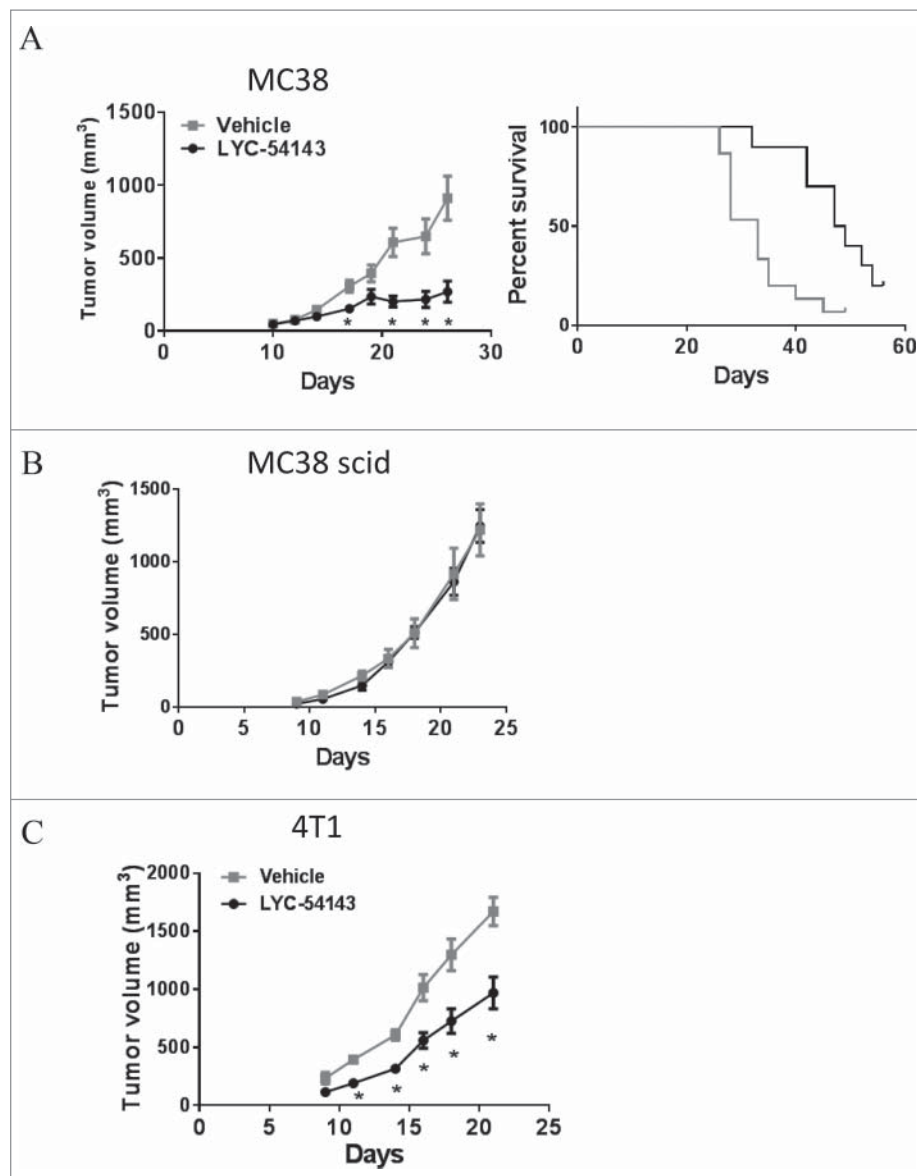 A
MC38
1500
1000
500
0
Tumor volume (mm³)
Vehicle
LYC-54143
* * * *
0 10 20 30
Days
100
50
0
Percent survival
0 20 40 60
Days
B
MC38 scid
1500
1000
500
0
Tumor volume (mm³)
0 5 10 15 20 25
Days
C
4T1
2000
1500
1000
500
0
Tumor volume (mm³)
Vehicle
LYC-54143
* * * * *
0 5 10 15 20 25
Days